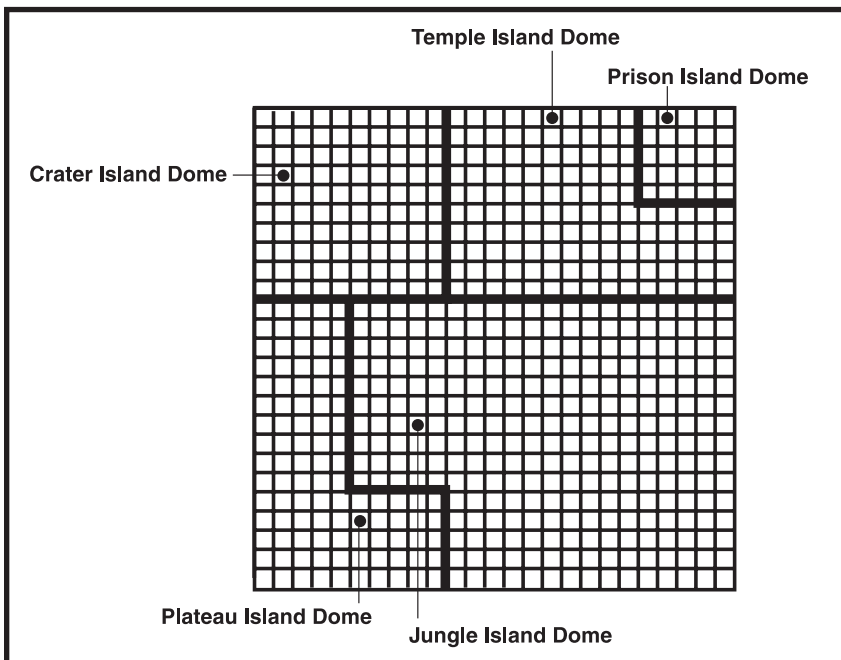 Temple Island Dome
Prison Island Dome
Crater Island Dome
Plateau Island Dome
Jungle Island Dome